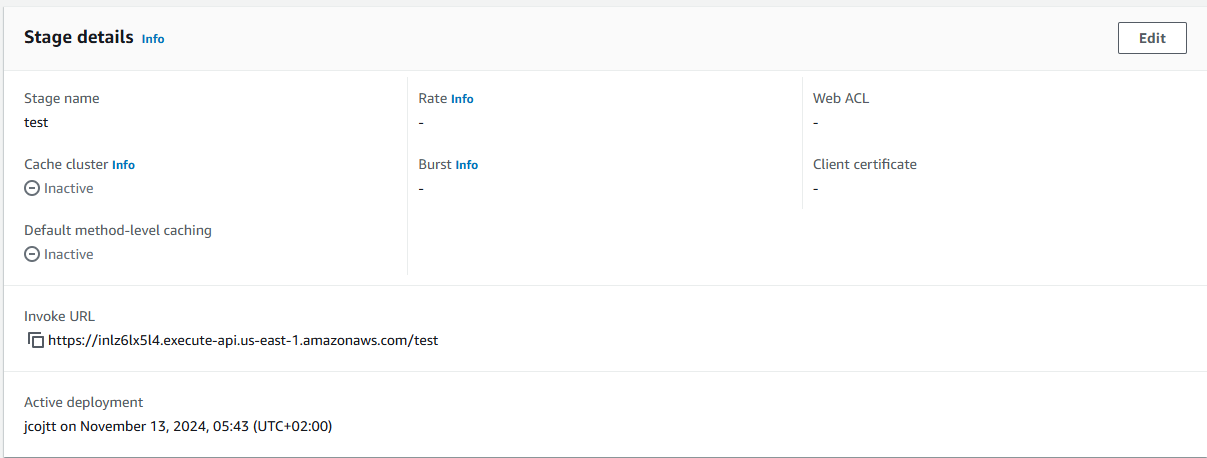 Stage details Info
Edit
Stage name
test
Rate Info
-
Web ACL
-
Cache cluster Info
Inactive
Burst Info
-
Client certificate
-
Default method-level caching
Inactive
Invoke URL
https://inlz6lx5l4.execute-api.us-east-1.amazonaws.com/test
Active deployment
jcojtt on November 13, 2024, 05:43 (UTC+02:00)